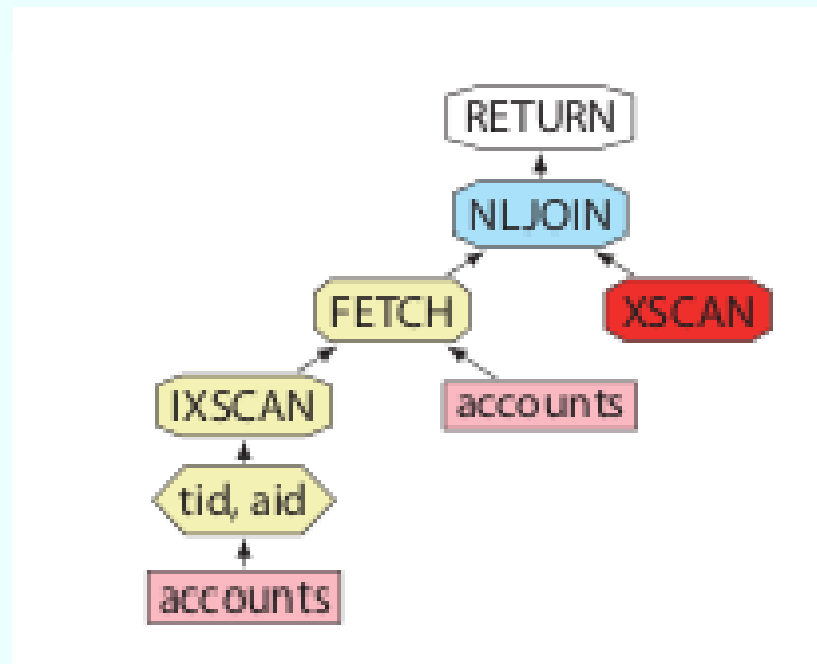 RETURN
NLJOIN
FETCH
XSCAN
IXSCAN
accounts
tid, aid
accounts